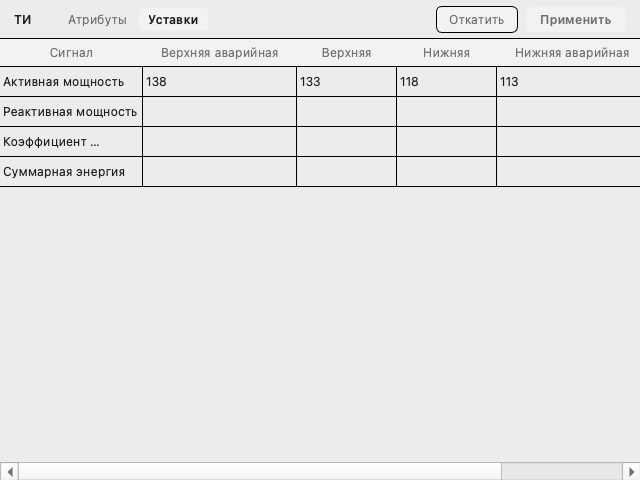 ТИ Атрибуты Уставки Откатить Применить
Сигнал Верхняя аварийная Верхняя Нижняя Нижняя аварийная
Активная мощность 138 133 118 113
Реактивная мощность
Коэффициент ...
Суммарная энергия